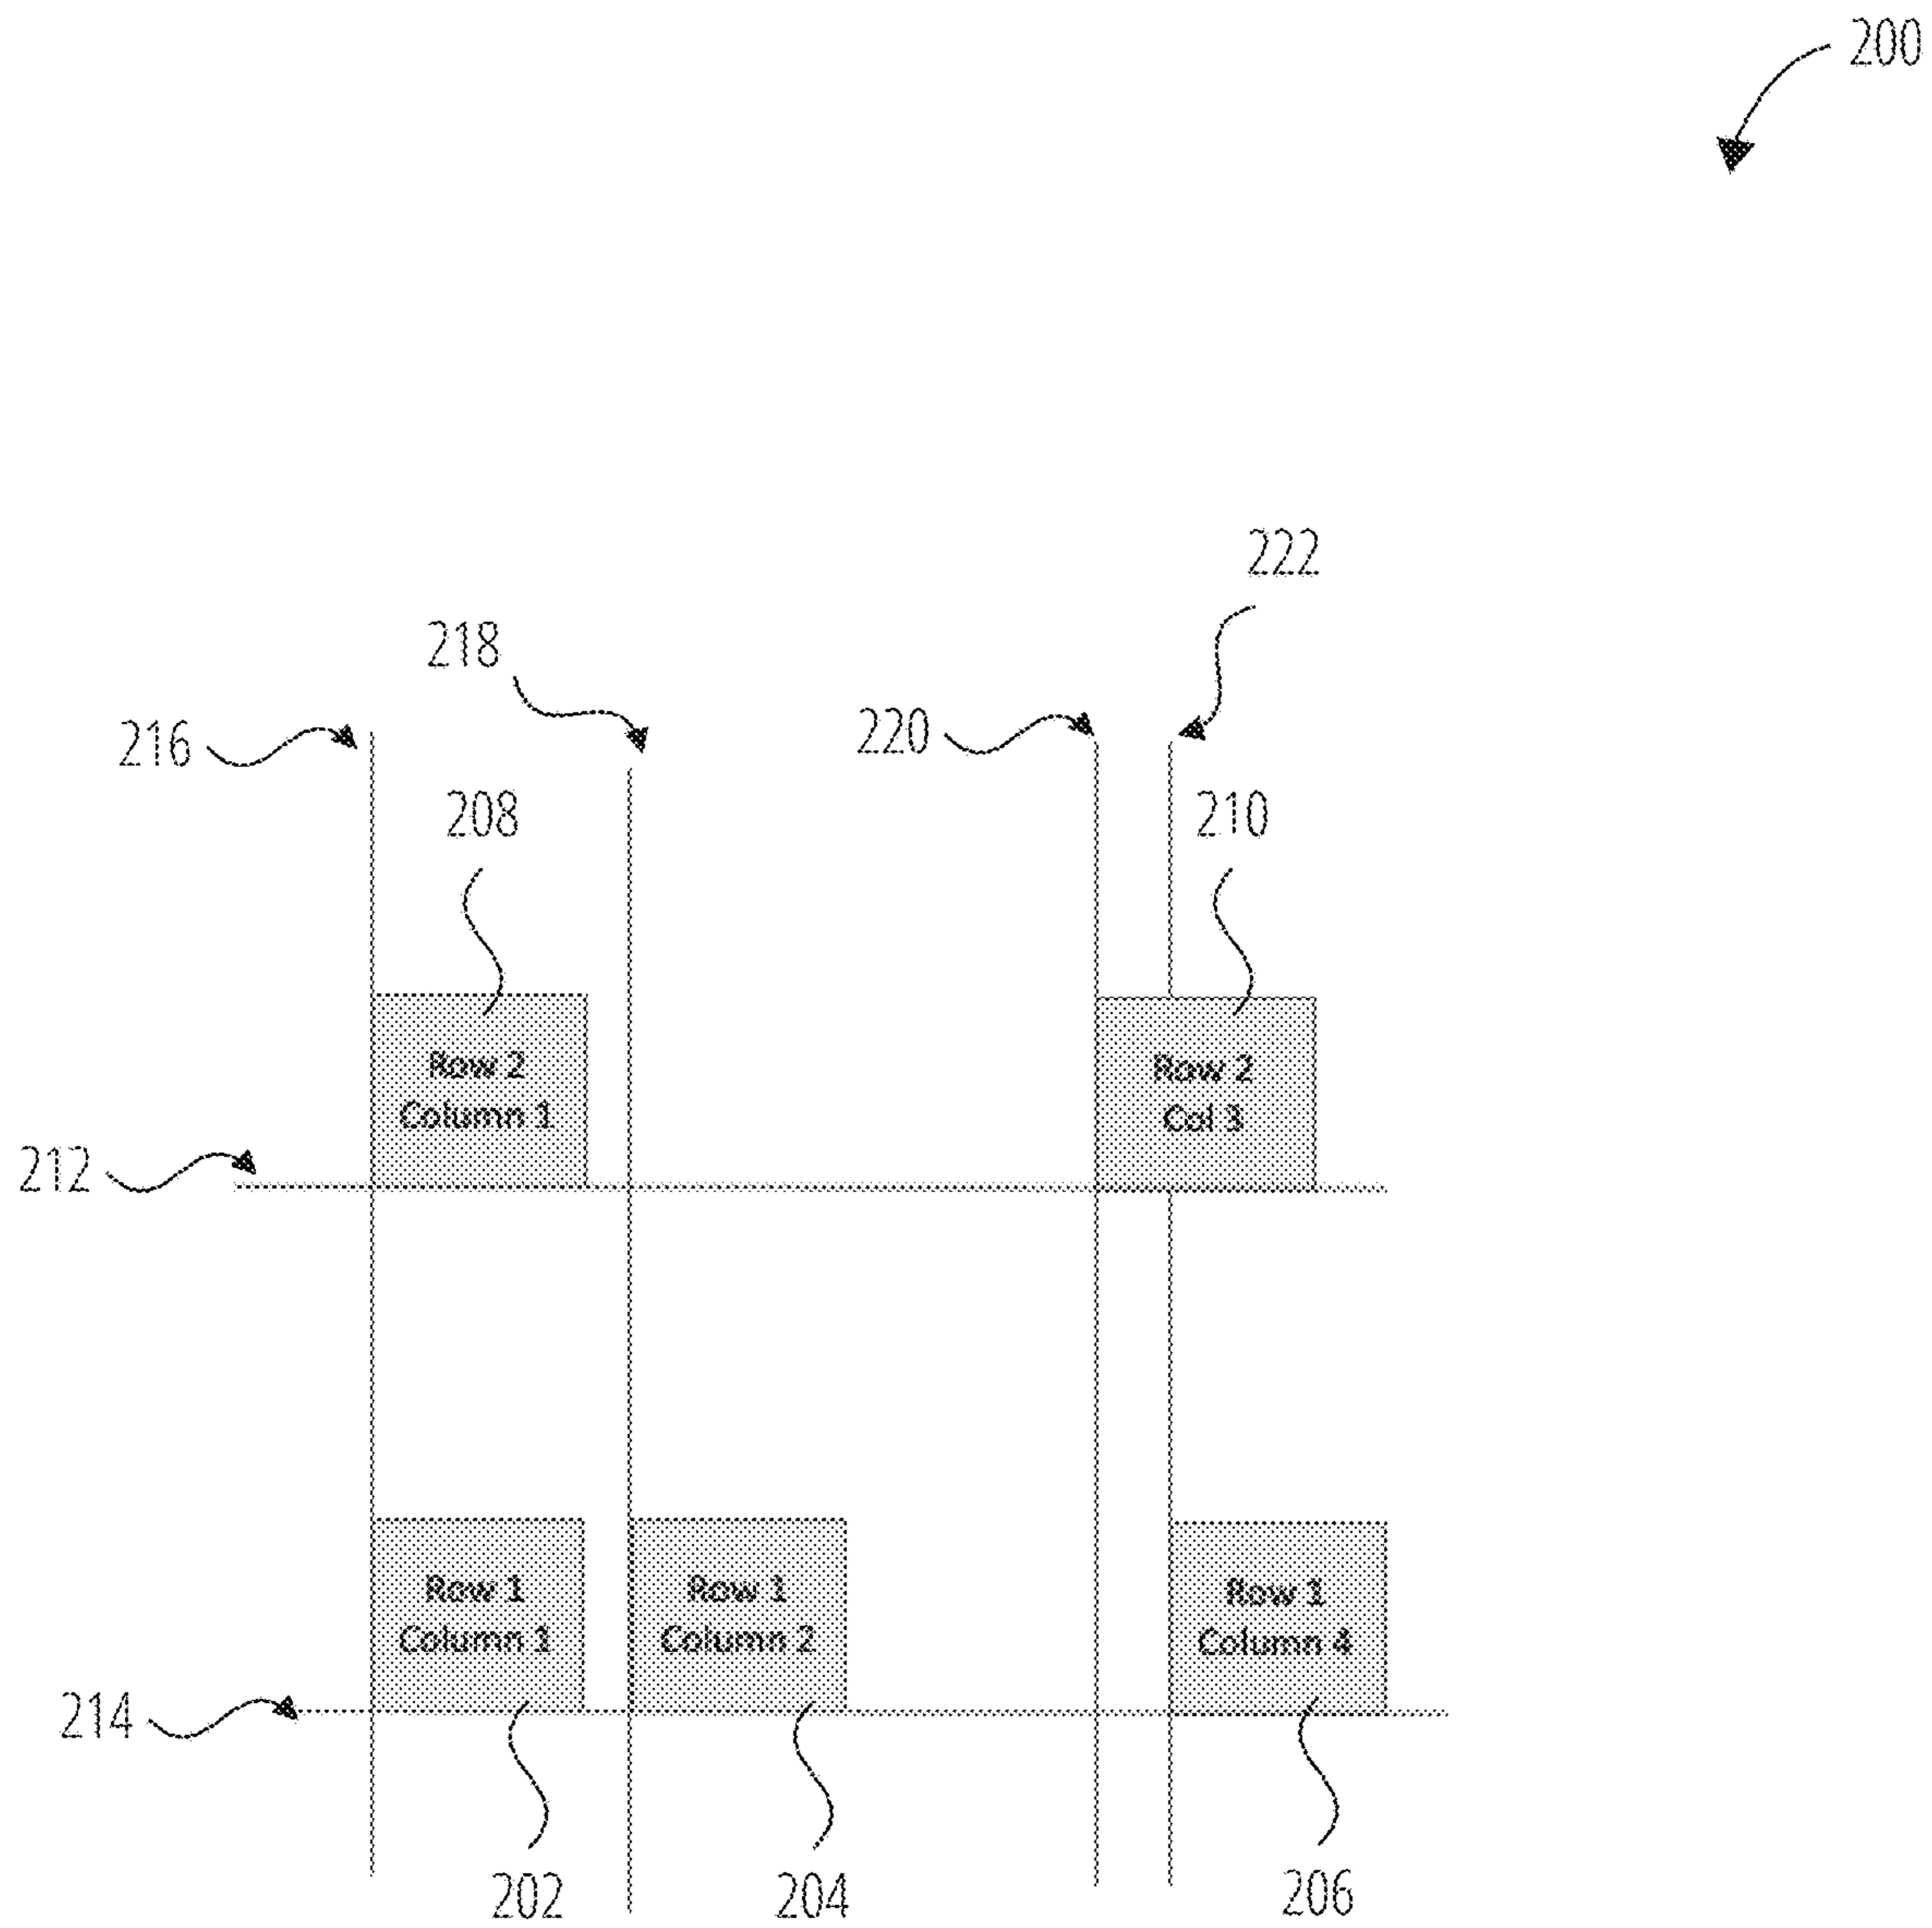 200
222
218
216
220
208
210
Row 2
Column 1
Row 2
Col 3
212
Row 1
Column 1
Row 1
Column 2
Row 1
Column 4
214
202
204
206